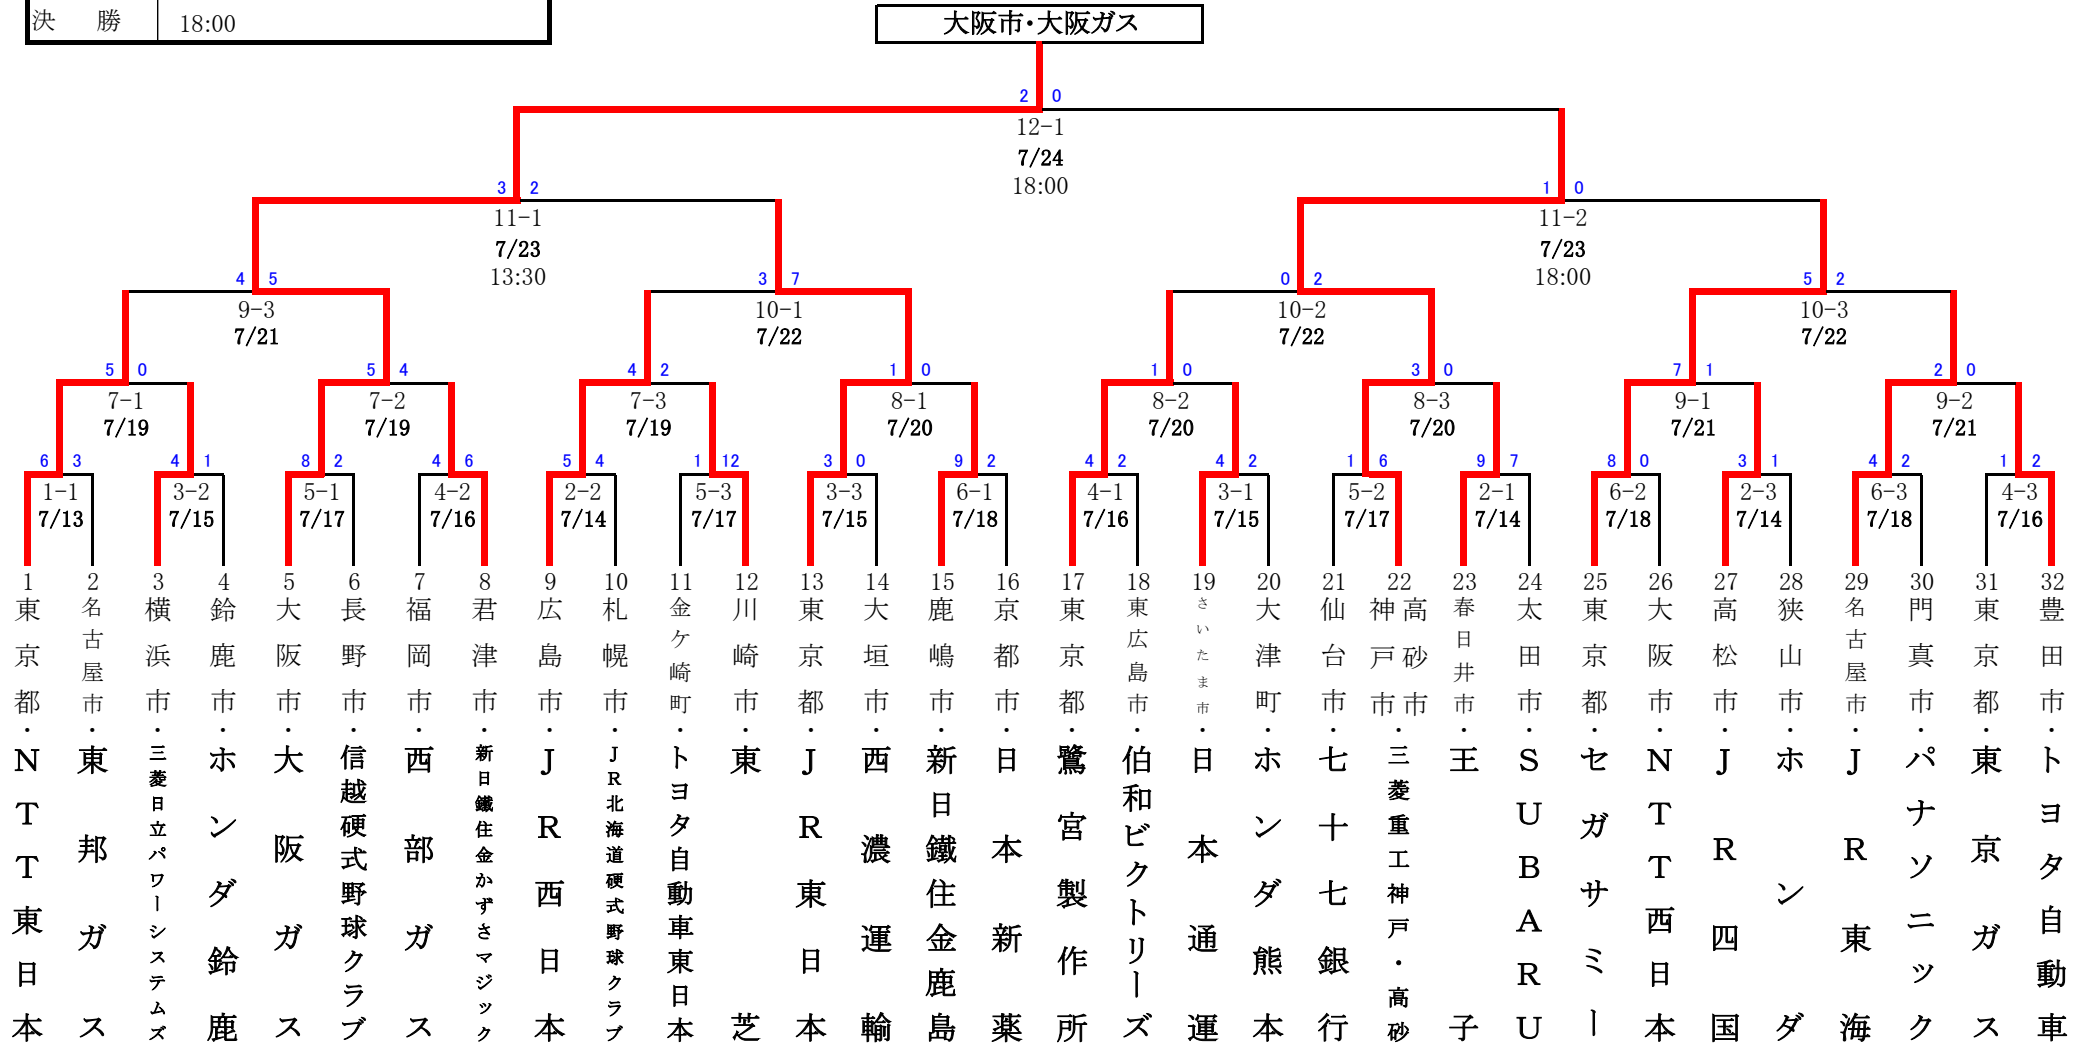 決 勝 18:00
大阪市・大阪ガス
2 0
12-1
7/24
18:00
3 2
11-1
7/23
13:30
1 0
11-2
7/23
18:00
4 5
9-3
7/21
3 7
10-1
7/22
0 2
10-2
7/22
5 2
10-3
7/22
5 0
7-1
7/19
5 4
7-2
7/19
4 2
7-3
7/19
1 0
8-1
7/20
1 0
8-2
7/20
3 0
8-3
7/20
7 1
9-1
7/21
2 0
9-2
7/21
6 3
1-1
7/13
4 1
3-2
7/15
8 2
5-1
7/17
4 6
4-2
7/16
5 4
2-2
7/14
1 12
5-3
7/17
3 0
3-3
7/15
9 2
6-1
7/18
4 2
4-1
7/16
4 2
3-1
7/15
1 6
5-2
7/17
9 7
2-1
7/14
8 0
6-2
7/18
3 1
2-3
7/14
4 2
6-3
7/18
1 2
4-3
7/16
1 東京都・NTT東日本
2 名古屋市・東邦ガス
3 横浜市・三菱日立パワーシステムズ
4 鈴鹿市・ホンダ鈴鹿
5 大阪市・大阪ガス
6 長野市・信越硬式野球クラブ
7 福岡市・西部ガス
8 君津市・新日鐵住金かずさマジック
9 広島市・JR西日本
10 札幌市・JR北海道硬式野球クラブ
11 金ケ崎町・トヨタ自動車東日本
12 川崎市・東芝
13 東京都・JR東日本
14 大垣市・西濃運輸
15 鹿嶋市・新日鐵住金鹿島
16 京都市・日本新薬
17 東京都・鷺宮製作所
18 東広島市・伯和ビクトリーズ
19 さいたま市・日本通運
20 大津町・ホンダ熊本
21 仙台市・七十七銀行
22 神戸市 高砂市・三菱重工神戸・高砂
23 春日井市・王子
24 太田市・SUBARU
25 東京都・セガサミー
26 大阪市・NTT西日本
27 高松市・JR四国
28 狭山市・ホンダ
29 名古屋市・JR東海
30 門真市・パナソニック
31 東京都・東京ガス
32 豊田市・トヨタ自動車